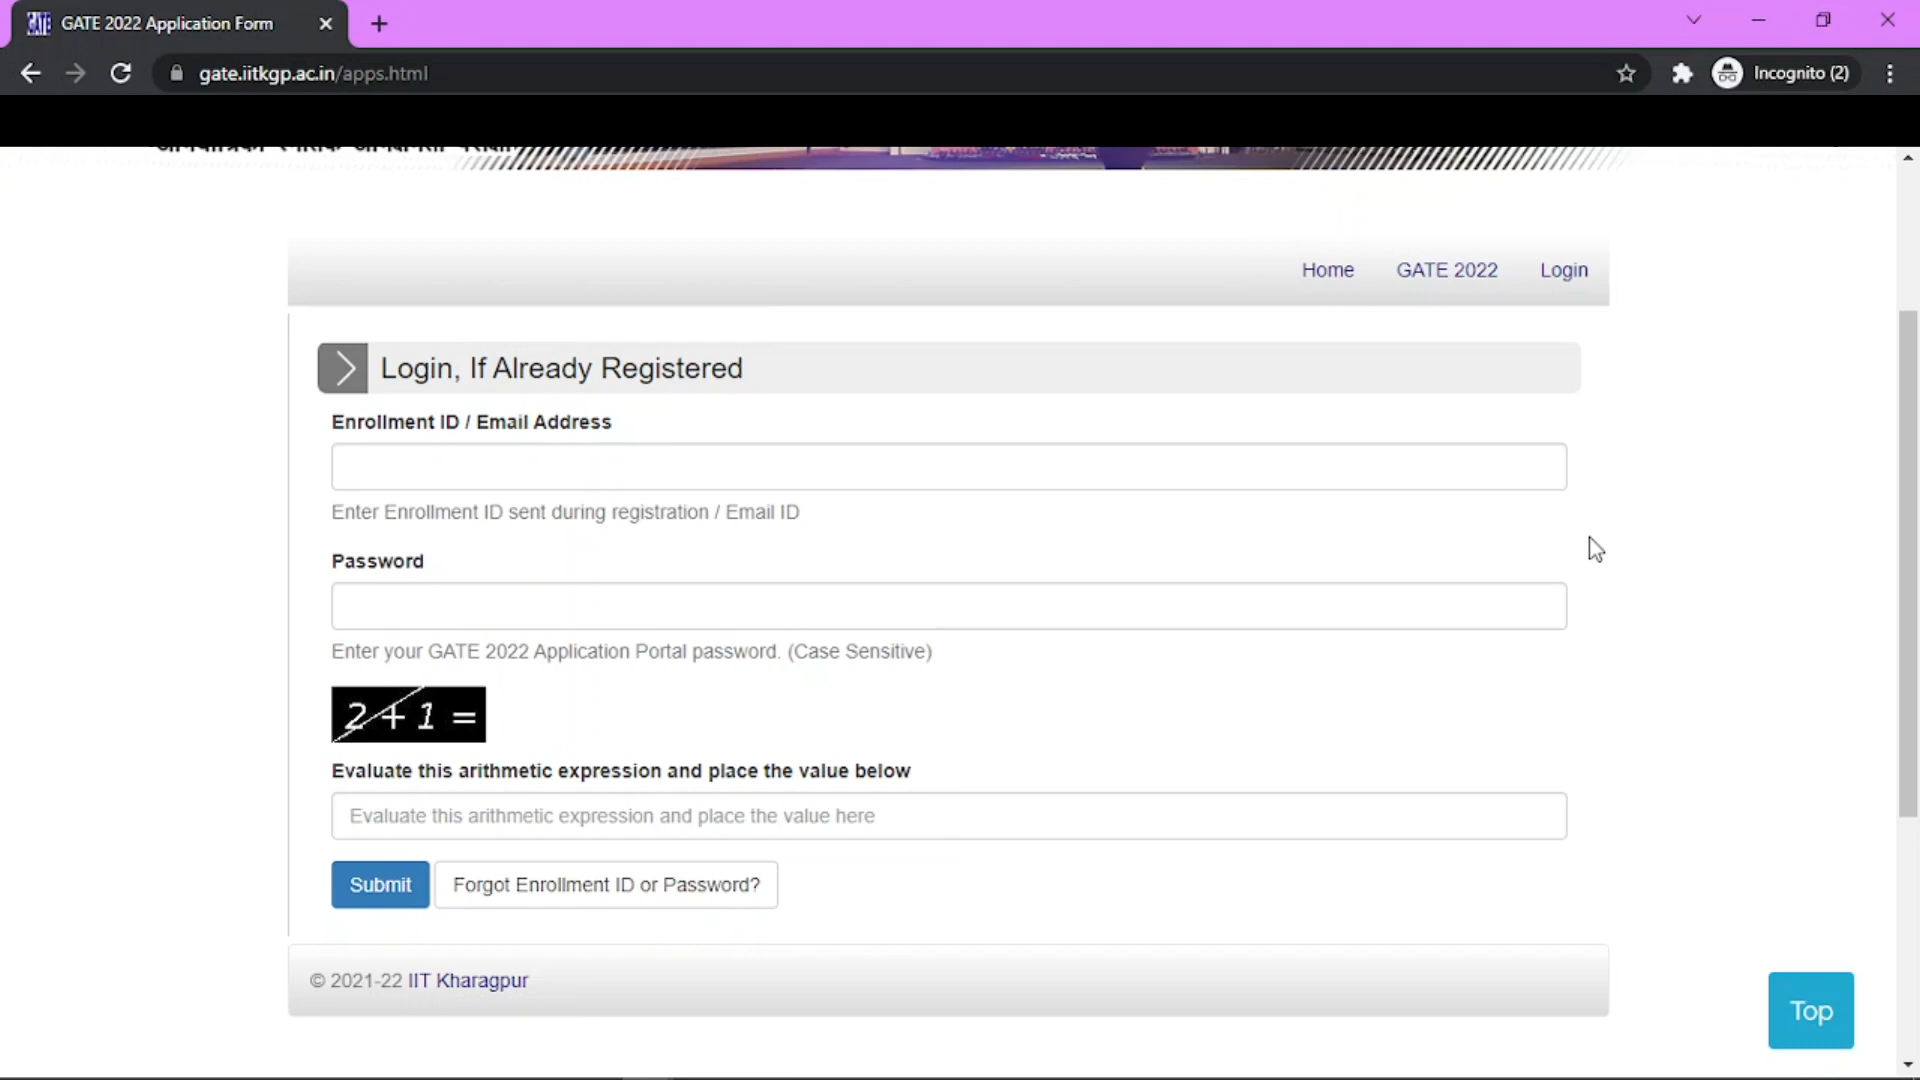 GATE 2022 Application Form
gate.iitkgp.ac.in/apps.html
Incognito (2)
Home GATE 2022 Login
Login, If Already Registered
Enrollment ID / Email Address
Enter Enrollment ID sent during registration / Email ID
Password
Enter your GATE 2022 Application Portal password. (Case Sensitive)
2+1 =
Evaluate this arithmetic expression and place the value below
Evaluate this arithmetic expression and place the value here
Submit Forgot Enrollment ID or Password?
© 2021-22 IIT Kharagpur
Top